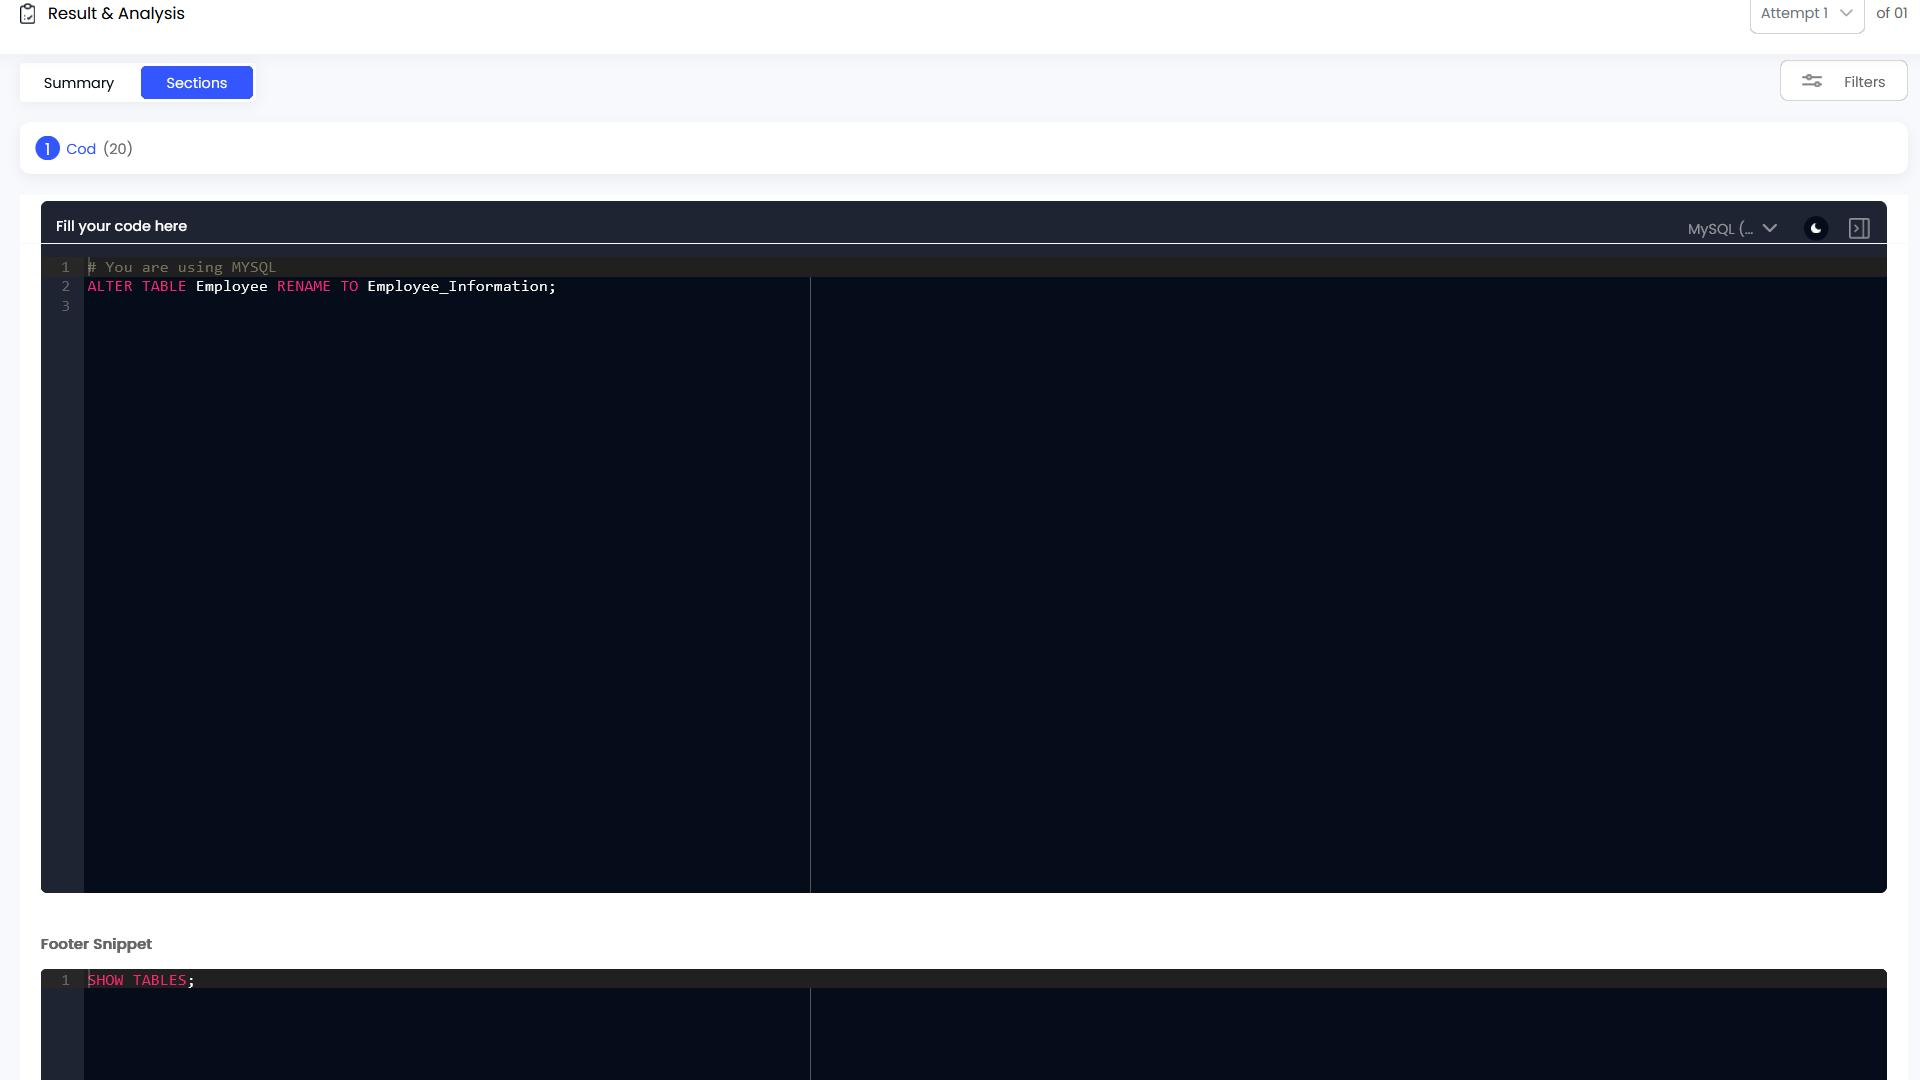 Result & Analysis
Attempt 1
of 01
Summary
Sections
Filters
1 Cod (20)
Fill your code here
MySQL (...
1 # You are using MYSQL
2 ALTER TABLE Employee RENAME TO Employee_Information;
3
Footer Snippet
1 SHOW TABLES;